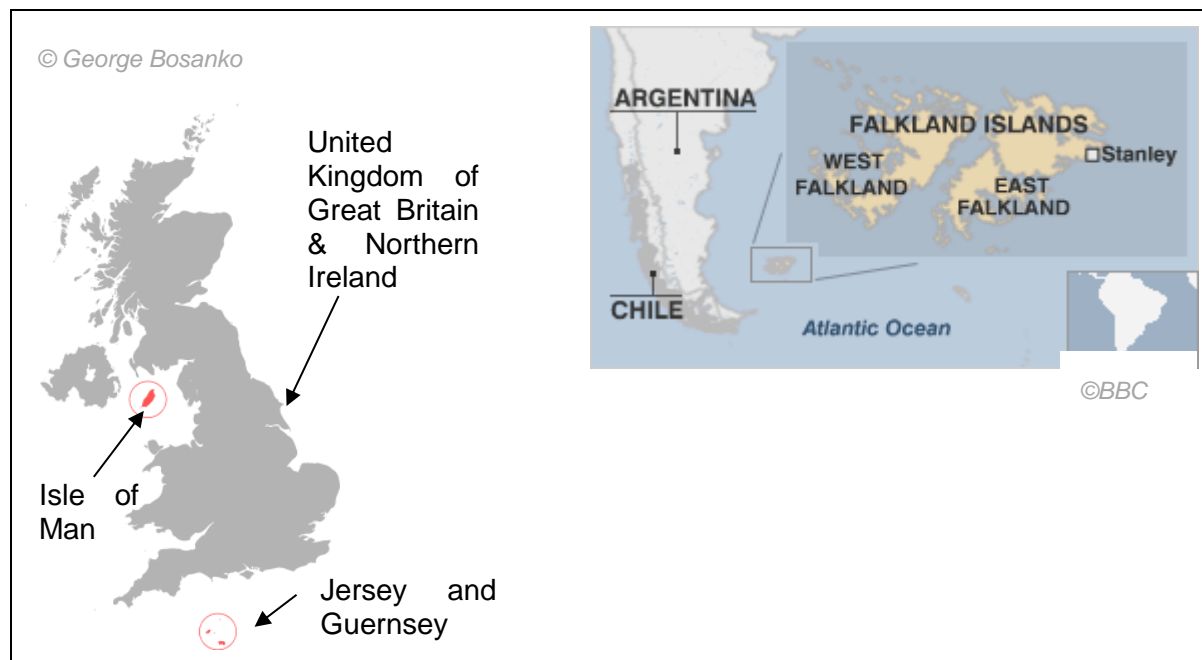 © George Bosanko
United
Kingdom of
Great Britain
& Northern
Ireland
Isle of
Man
Jersey and
Guernsey
ARGENTINA
CHILE
FALKLAND ISLANDS
WEST
FALKLAND
EAST
FALKLAND
Stanley
Atlantic Ocean
©BBC